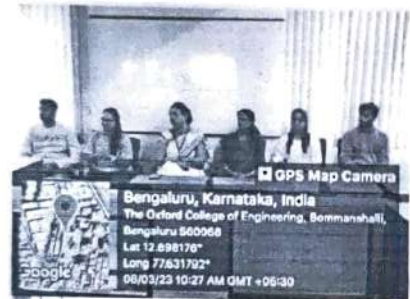 GPS Map Camera
Bengaluru, Karnataka, India
The Oxford College of Engineering, Bommanahalli,
Bengaluru 560068
Lat 12.898176°
Long 77.631792°
06/03/23 10:27 AM GMT +05:30
Google